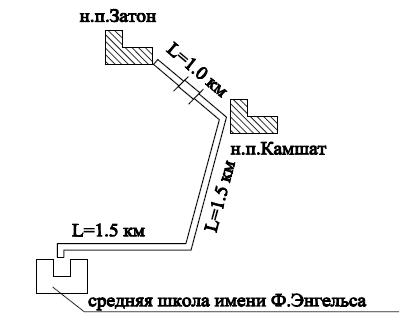 н.п.Затон
L=1.0 км
н.п.Камшат
L=1.5 км
L=1.5 км
средняя школа имени Ф.Энгельса